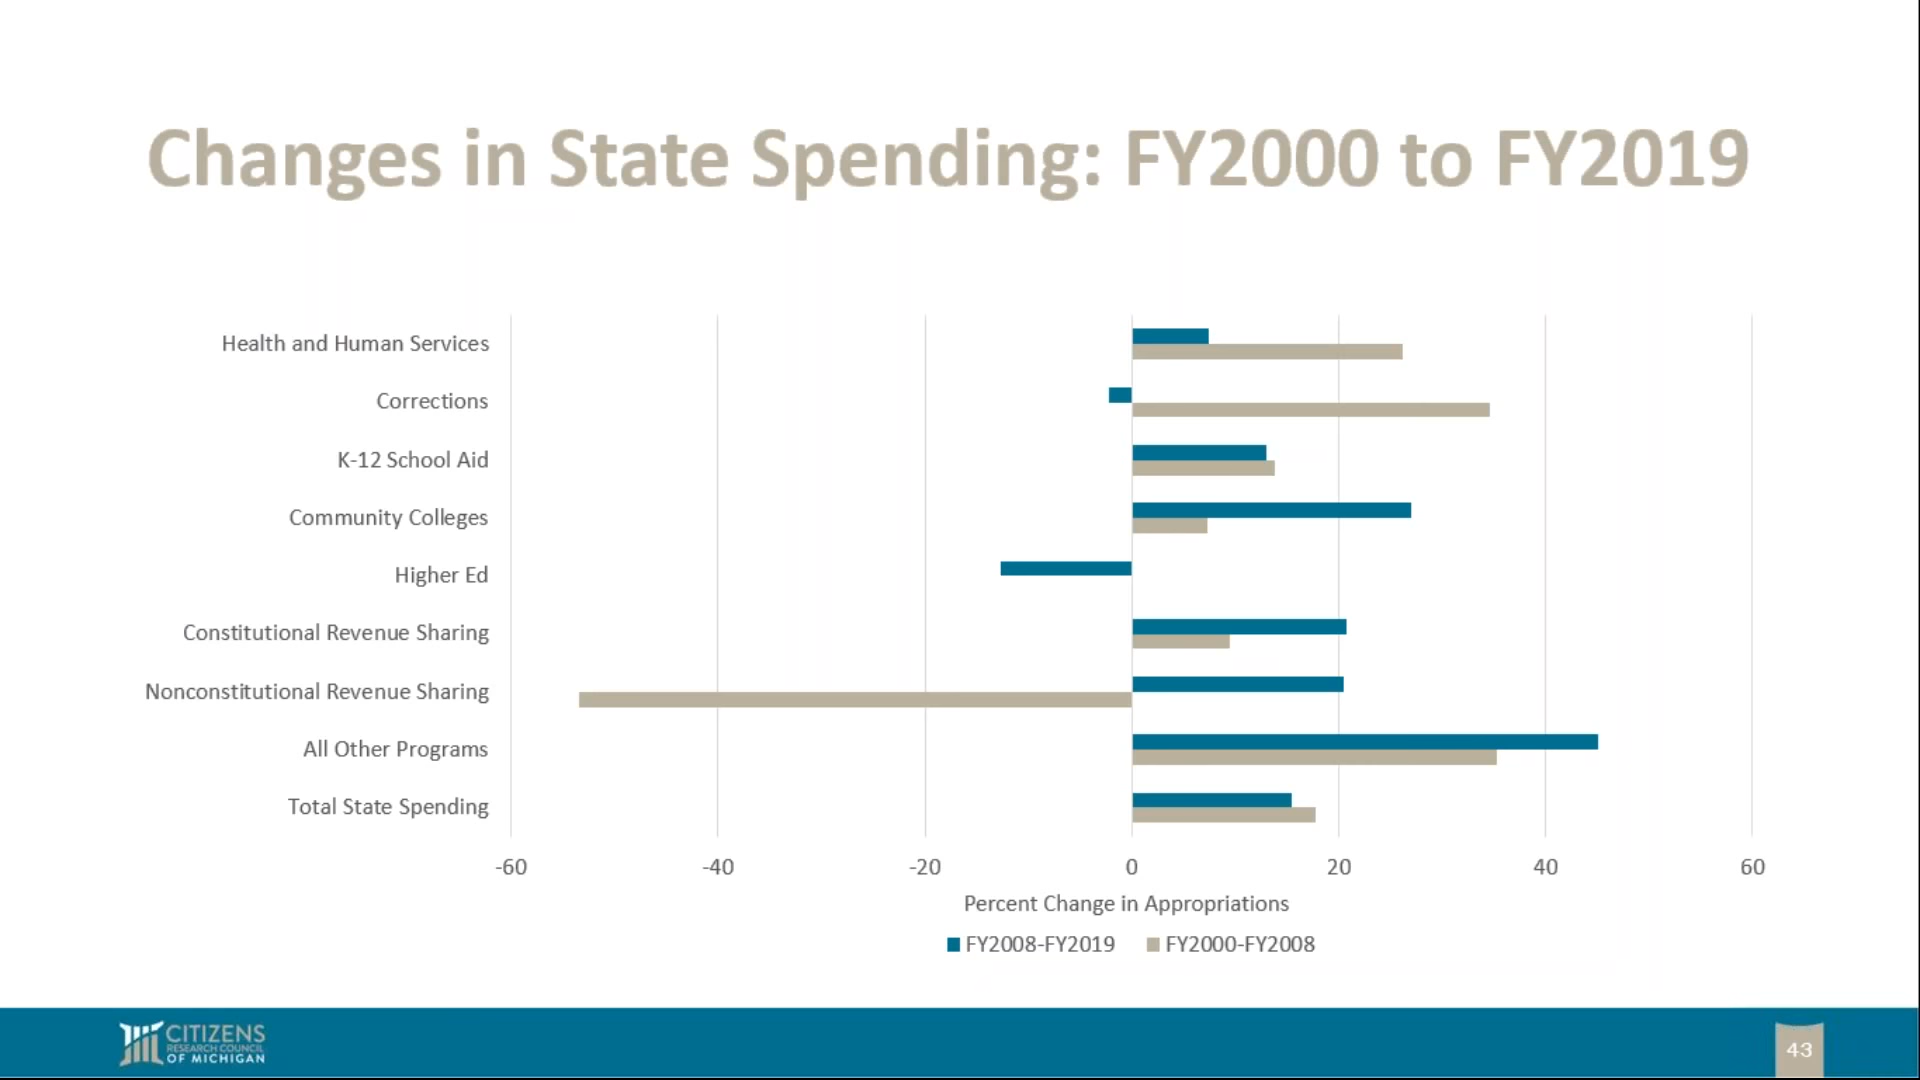 Changes in State Spending: FY2000 to FY2019
Health and Human Services
Corrections
K-12 School Aid
Community Colleges
Higher Ed
Constitutional Revenue Sharing
Nonconstitutional Revenue Sharing
All Other Programs
Total State Spending
-60 -40 -20 0 20 40 60
Percent Change in Appropriations
FY2008-FY2019 FY2000-FY2008
CITIZENS
RESEARCH COUNCIL
OF MICHIGAN
43